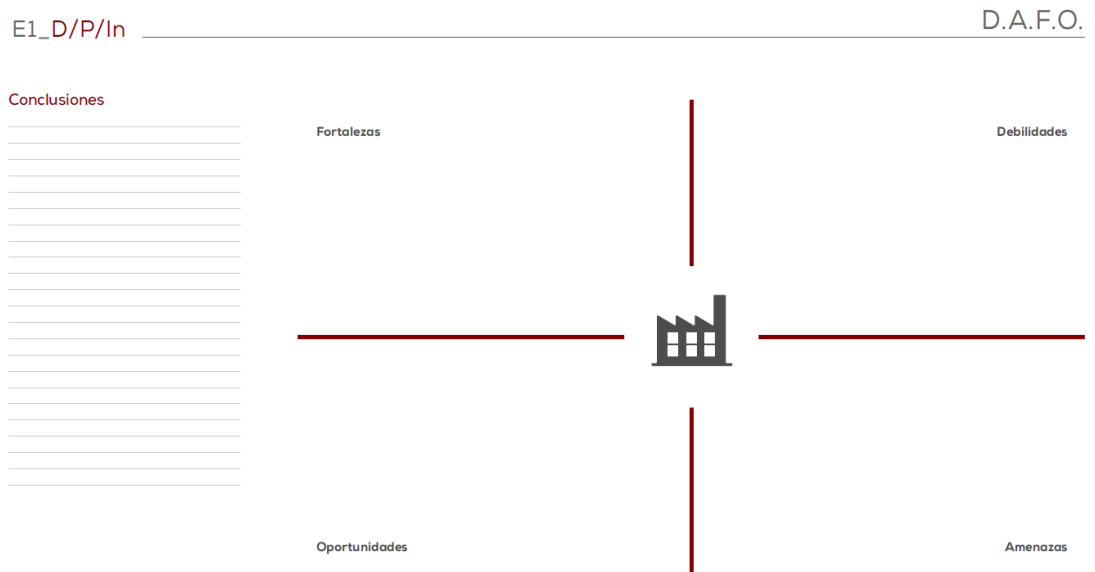 E1_D/P/In
D.A.F.O.
Conclusiones
Fortalezas
Debilidades
Oportunidades
Amenazas